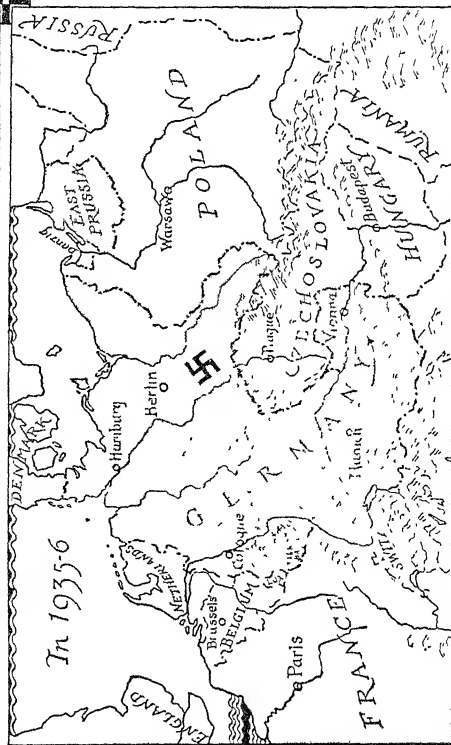 In 1935-6
DENMARK
RUSSIA
Danzig
EAST
PRUSSIA
Hamburg
Berlin
Warsaw
POLAND
ENGLAND
NETHERLANDS
GERMANY
Brussels
BELGIUM
Cologne
Prague
CZECHOSLOVAKIA
Paris
Munich
Vienna
Budapest
HUNGARY
RUMANIA
FRANCE
SWITZ